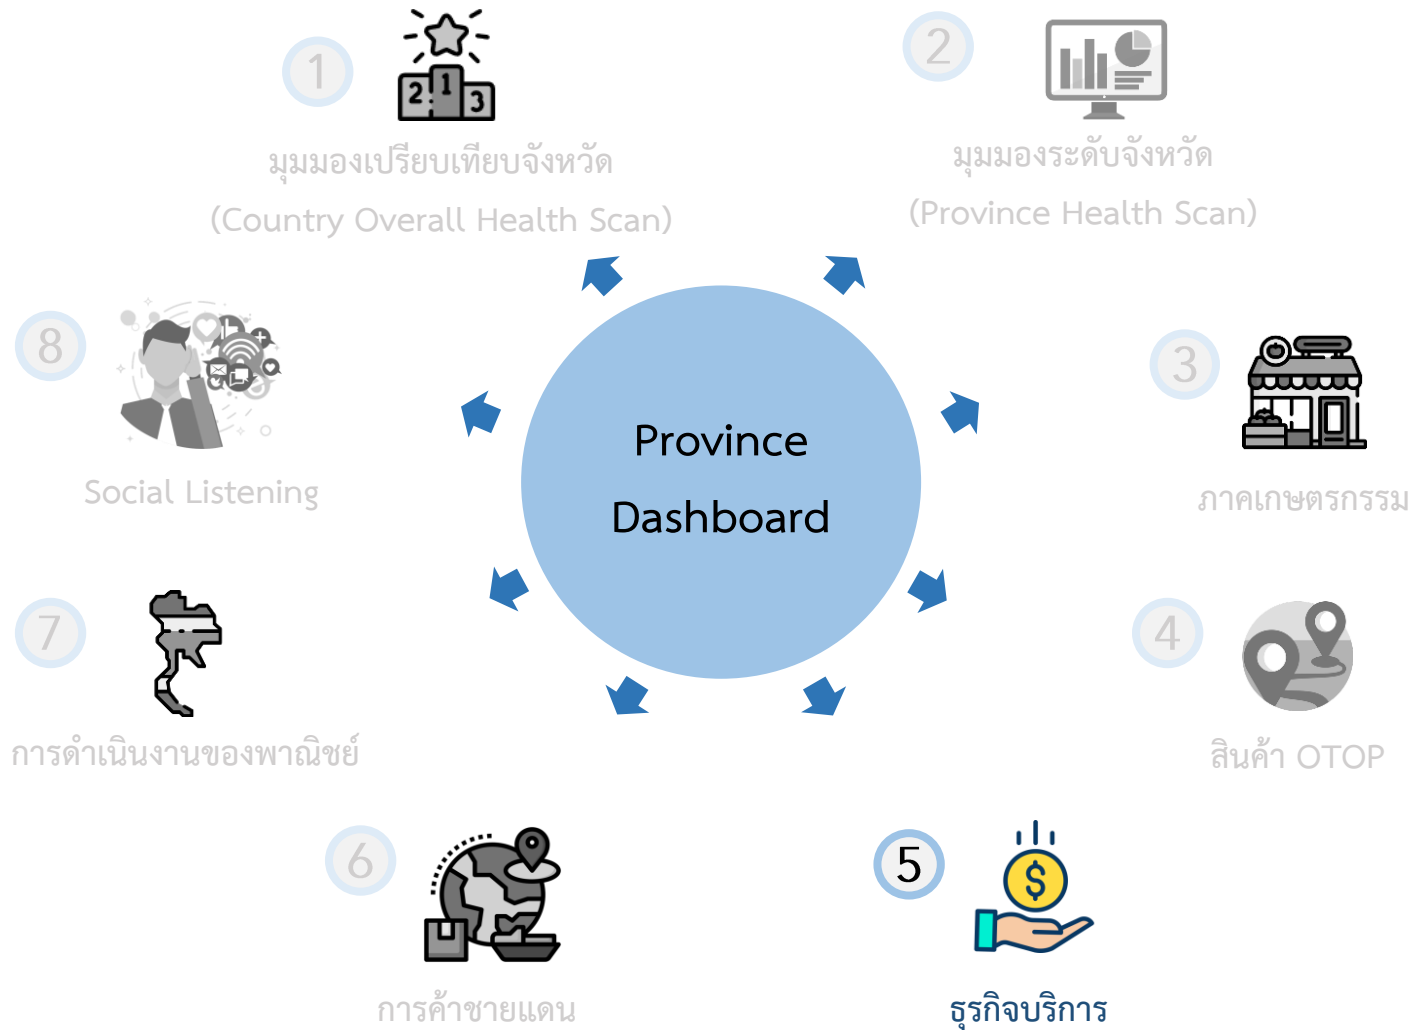 1
2 1 3
มุมมองเปรียบเทียบจังหวัด
(Country Overall Health Scan)
2
มุมมองระดับจังหวัด
(Province Health Scan)
3
ภาคเกษตรกรรม
4
สินค้า OTOP
5
$
ธุรกิจบริการ
6
การค้าชายแดน
7
การดำเนินงานของพาณิชย์
8
Social Listening
Province
Dashboard